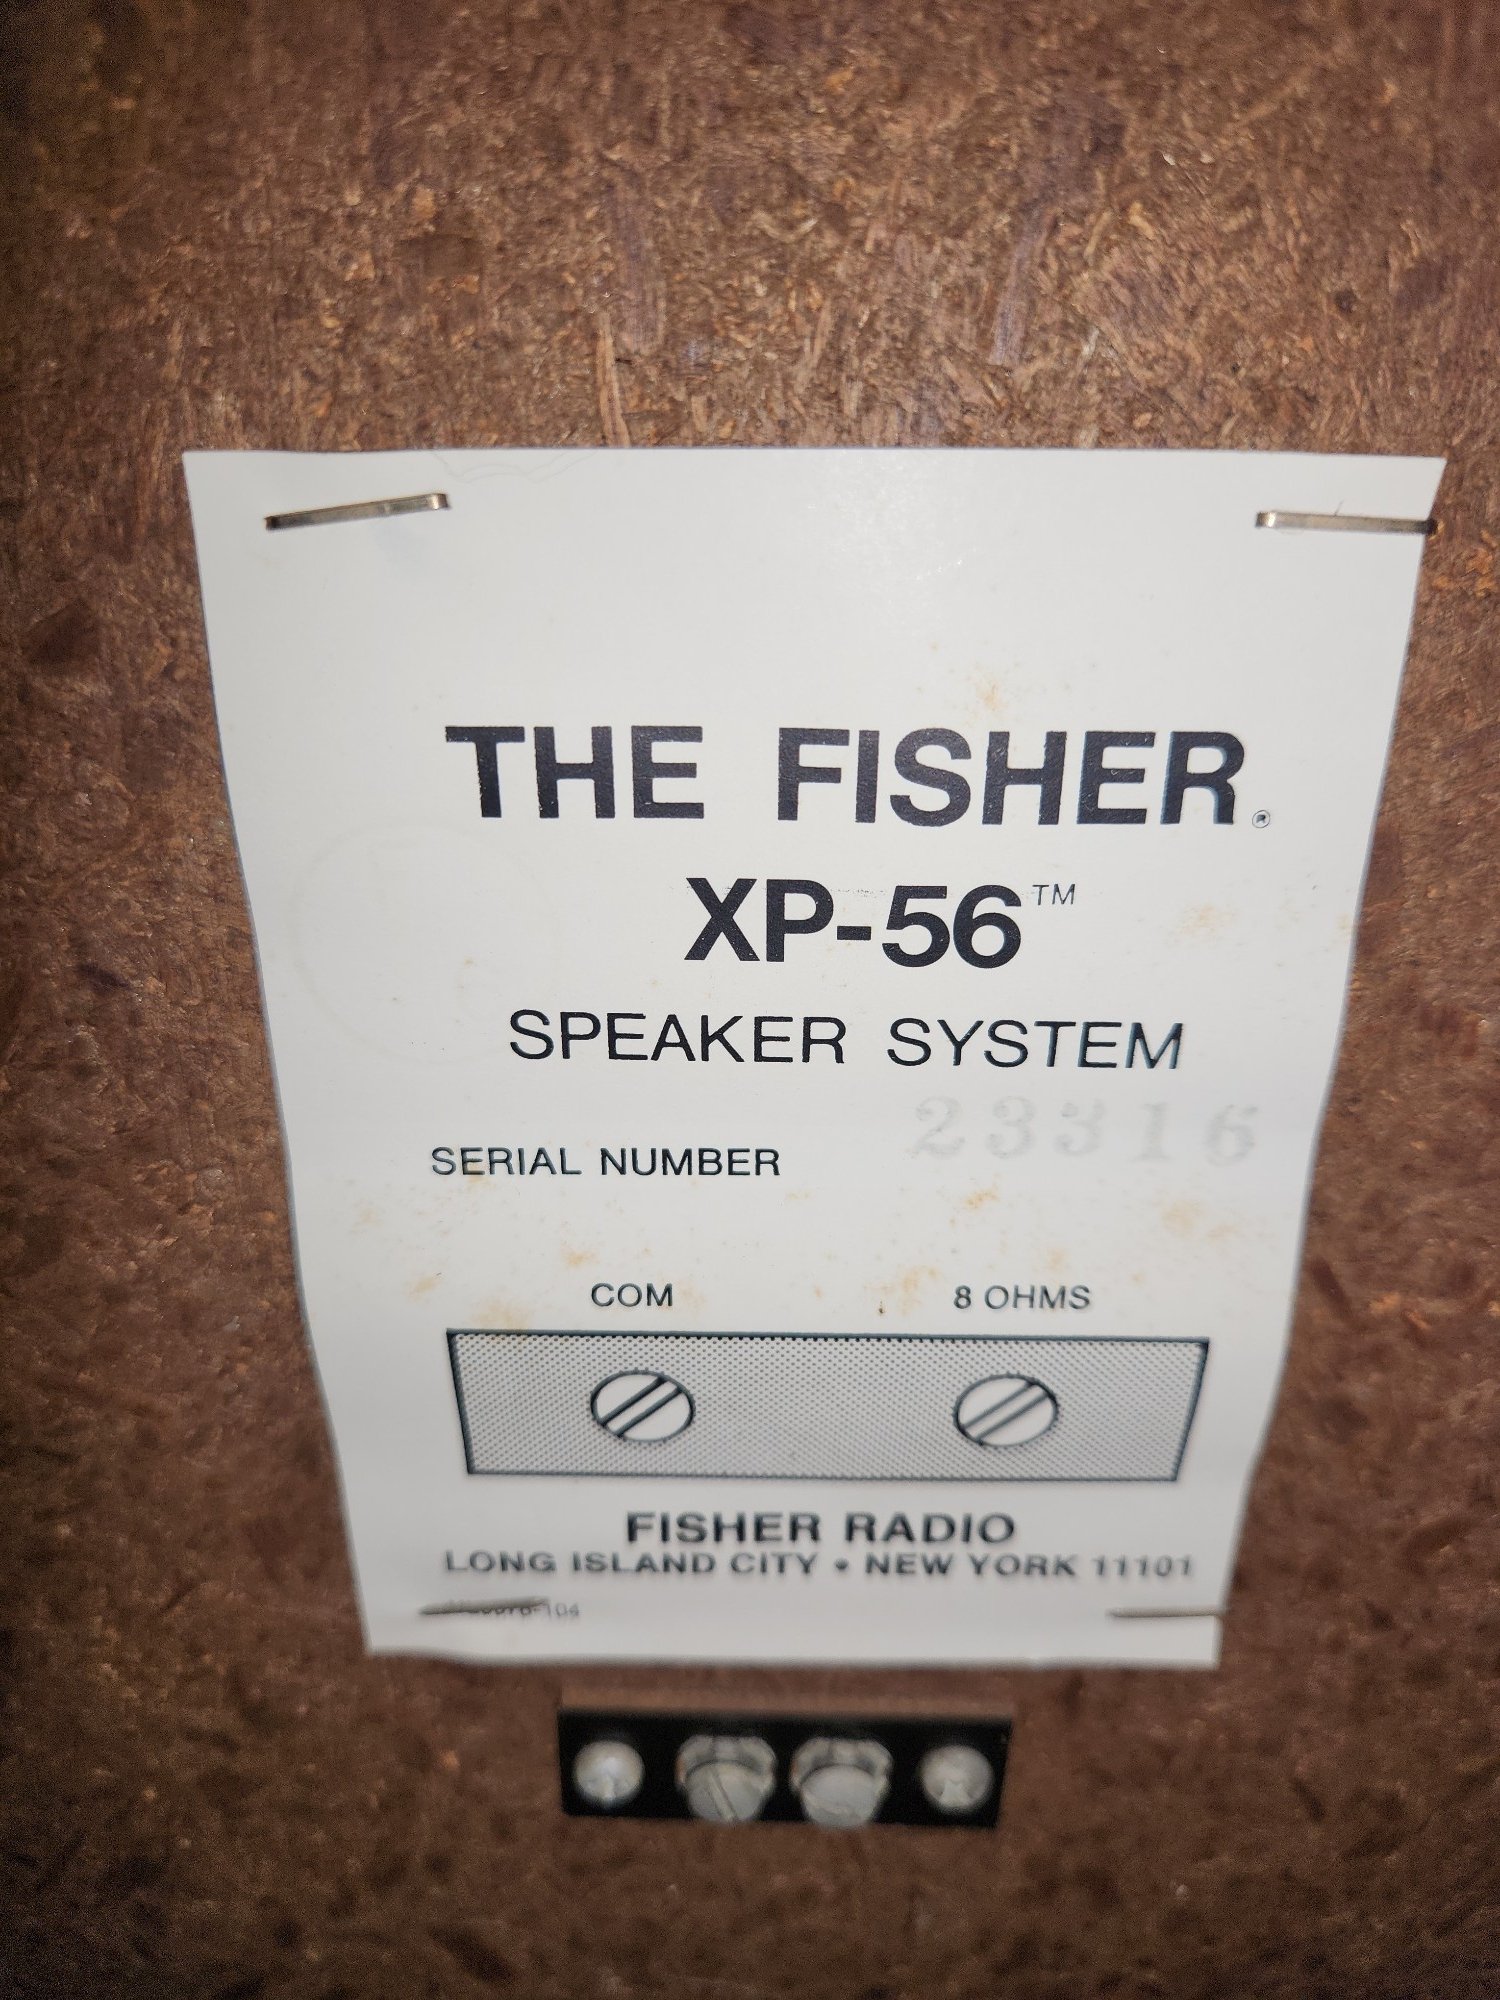 THE FISHER®
XP-56™
SPEAKER SYSTEM
23316
SERIAL NUMBER
COM 8 OHMS
FISHER RADIO
LONG ISLAND CITY • NEW YORK 11101